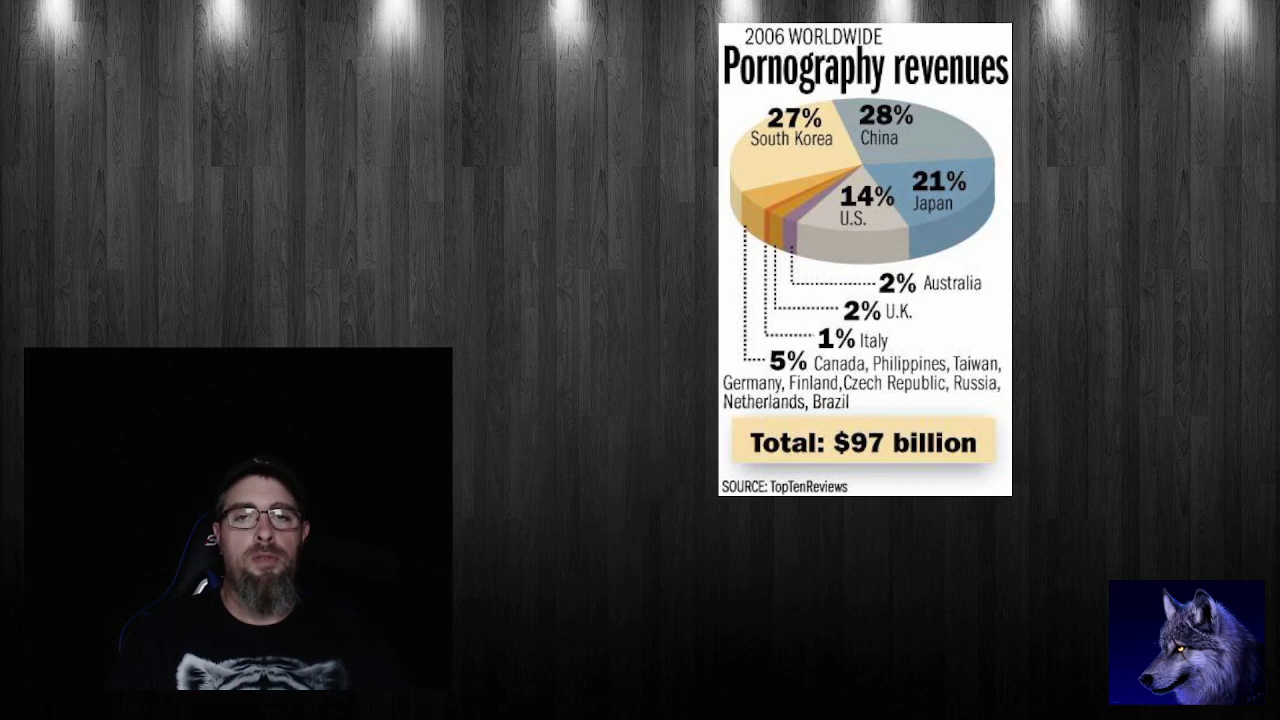 2006 WORLDWIDE
Pornography revenues
27%
South Korea
28%
China
21%
Japan
14%
U.S.
2% Australia
2% U.K.
1% Italy
5% Canada, Philippines, Taiwan,
Germany, Finland,Czech Republic, Russia,
Netherlands, Brazil
Total: $97 billion
SOURCE: TopTenReviews